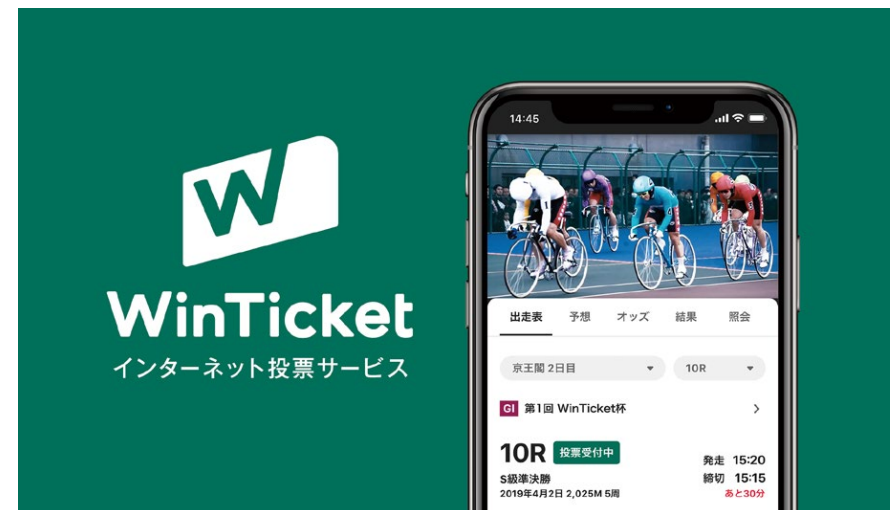 W
WinTicket
インターネット投票サービス
14:45
出走表 予想 オッズ 結果 照会
京王閣 2日目 10R
GI 第1回 WinTicket杯
10R 投票受付中
発走 15:20
S級準決勝
締切 15:15
2019年4月2日 2,025M 5周
あと30分